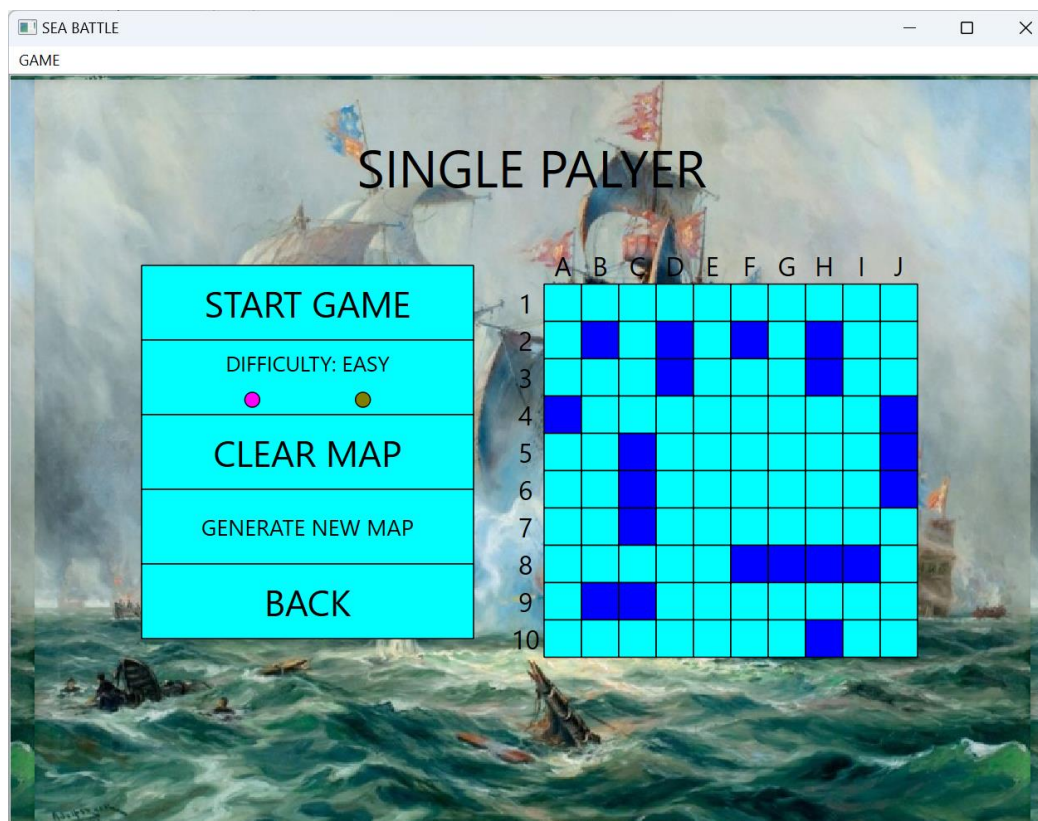 SEA BATTLE
GAME
SINGLE PALYER
START GAME
DIFFICULTY: EASY
CLEAR MAP
GENERATE NEW MAP
BACK
A B C D E F G H I J
1
2
3
4
5
6
7
8
9
10